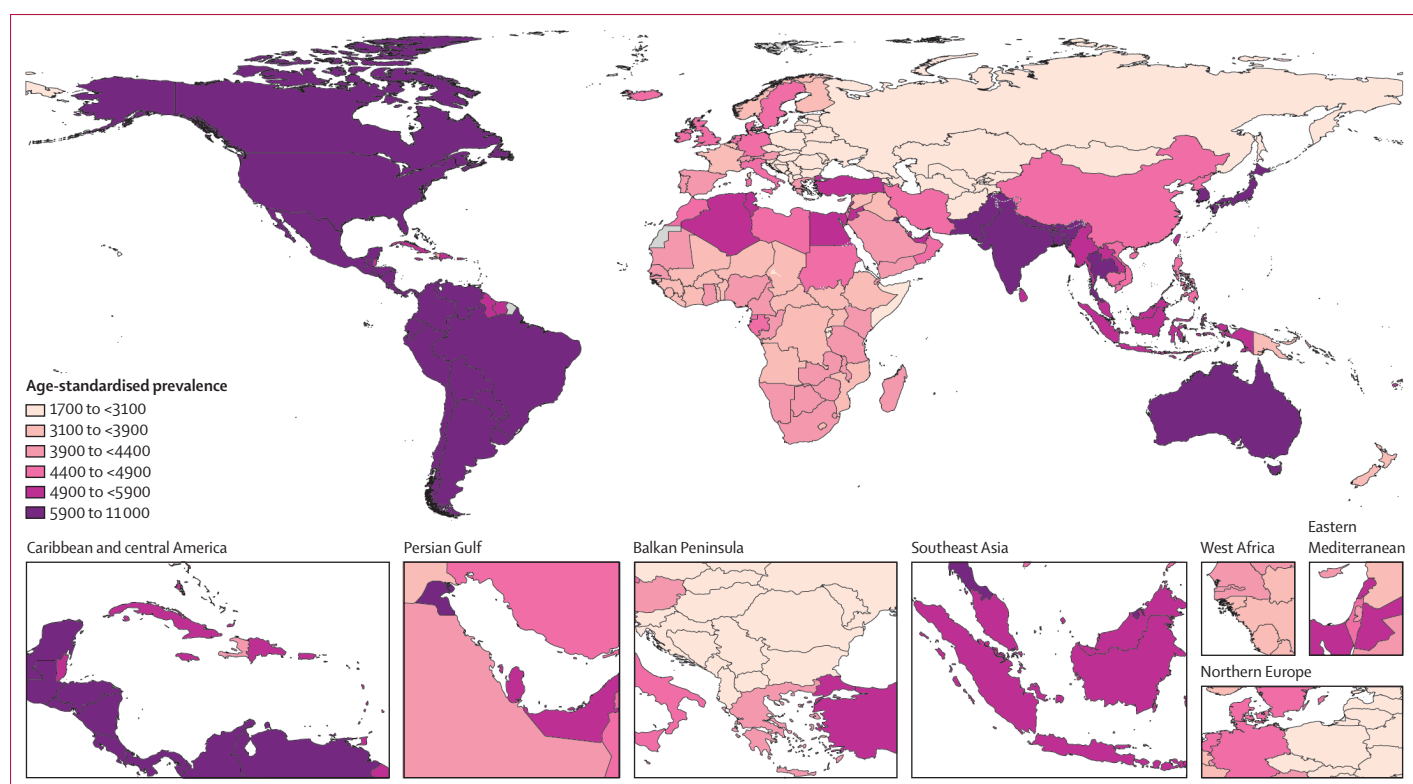 Age-standardised prevalence
1700 to <3100
3100 to <3900
3900 to <4400
4400 to <4900
4900 to <5900
5900 to 11 000
Caribbean and central America
Persian Gulf
Balkan Peninsula
Southeast Asia
West Africa
Eastern
Mediterranean
Northern Europe